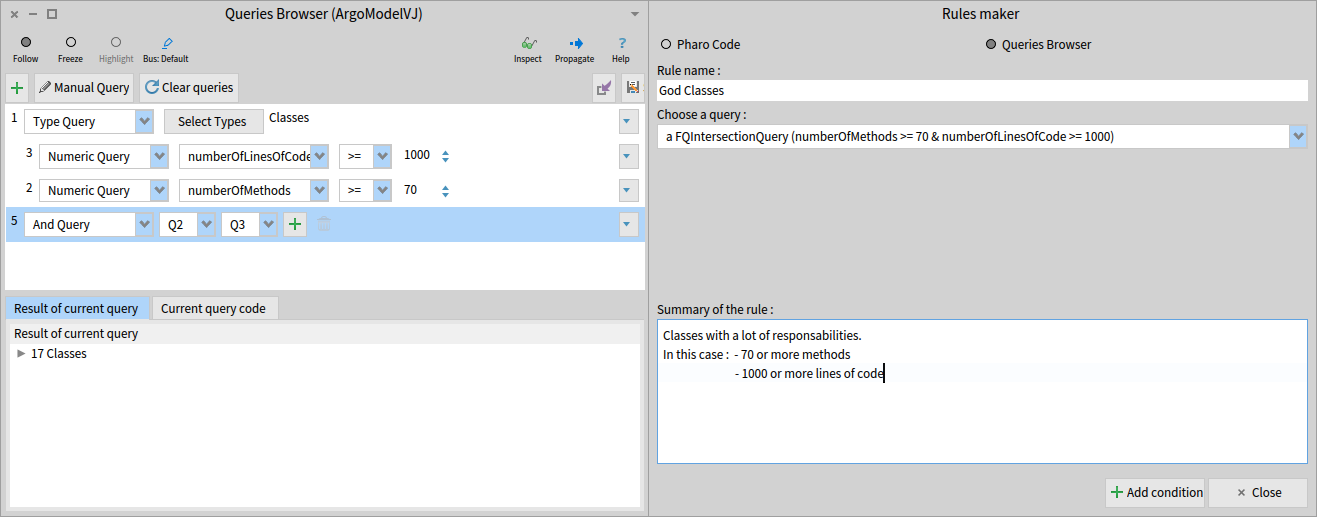 Queries Browser (ArgoModelVJ)
Follow Freeze Highlight Bus: Default Inspect Propagate Help
Manual Query Clear queries
1 Type Query Select Types Classes
3 Numeric Query numberOfLinesOfCode >= 1000
2 Numeric Query numberOfMethods >= 70
5 And Query Q2 Q3
Result of current query Current query code
Result of current query
17 Classes
Rules maker
Pharo Code Queries Browser
Rule name :
God Classes
Choose a query :
a FQIntersectionQuery (numberOfMethods >= 70 & numberOfLinesOfCode >= 1000)
Summary of the rule :
Classes with a lot of responsabilities.
In this case : - 70 or more methods
- 1000 or more lines of code
Add condition Close